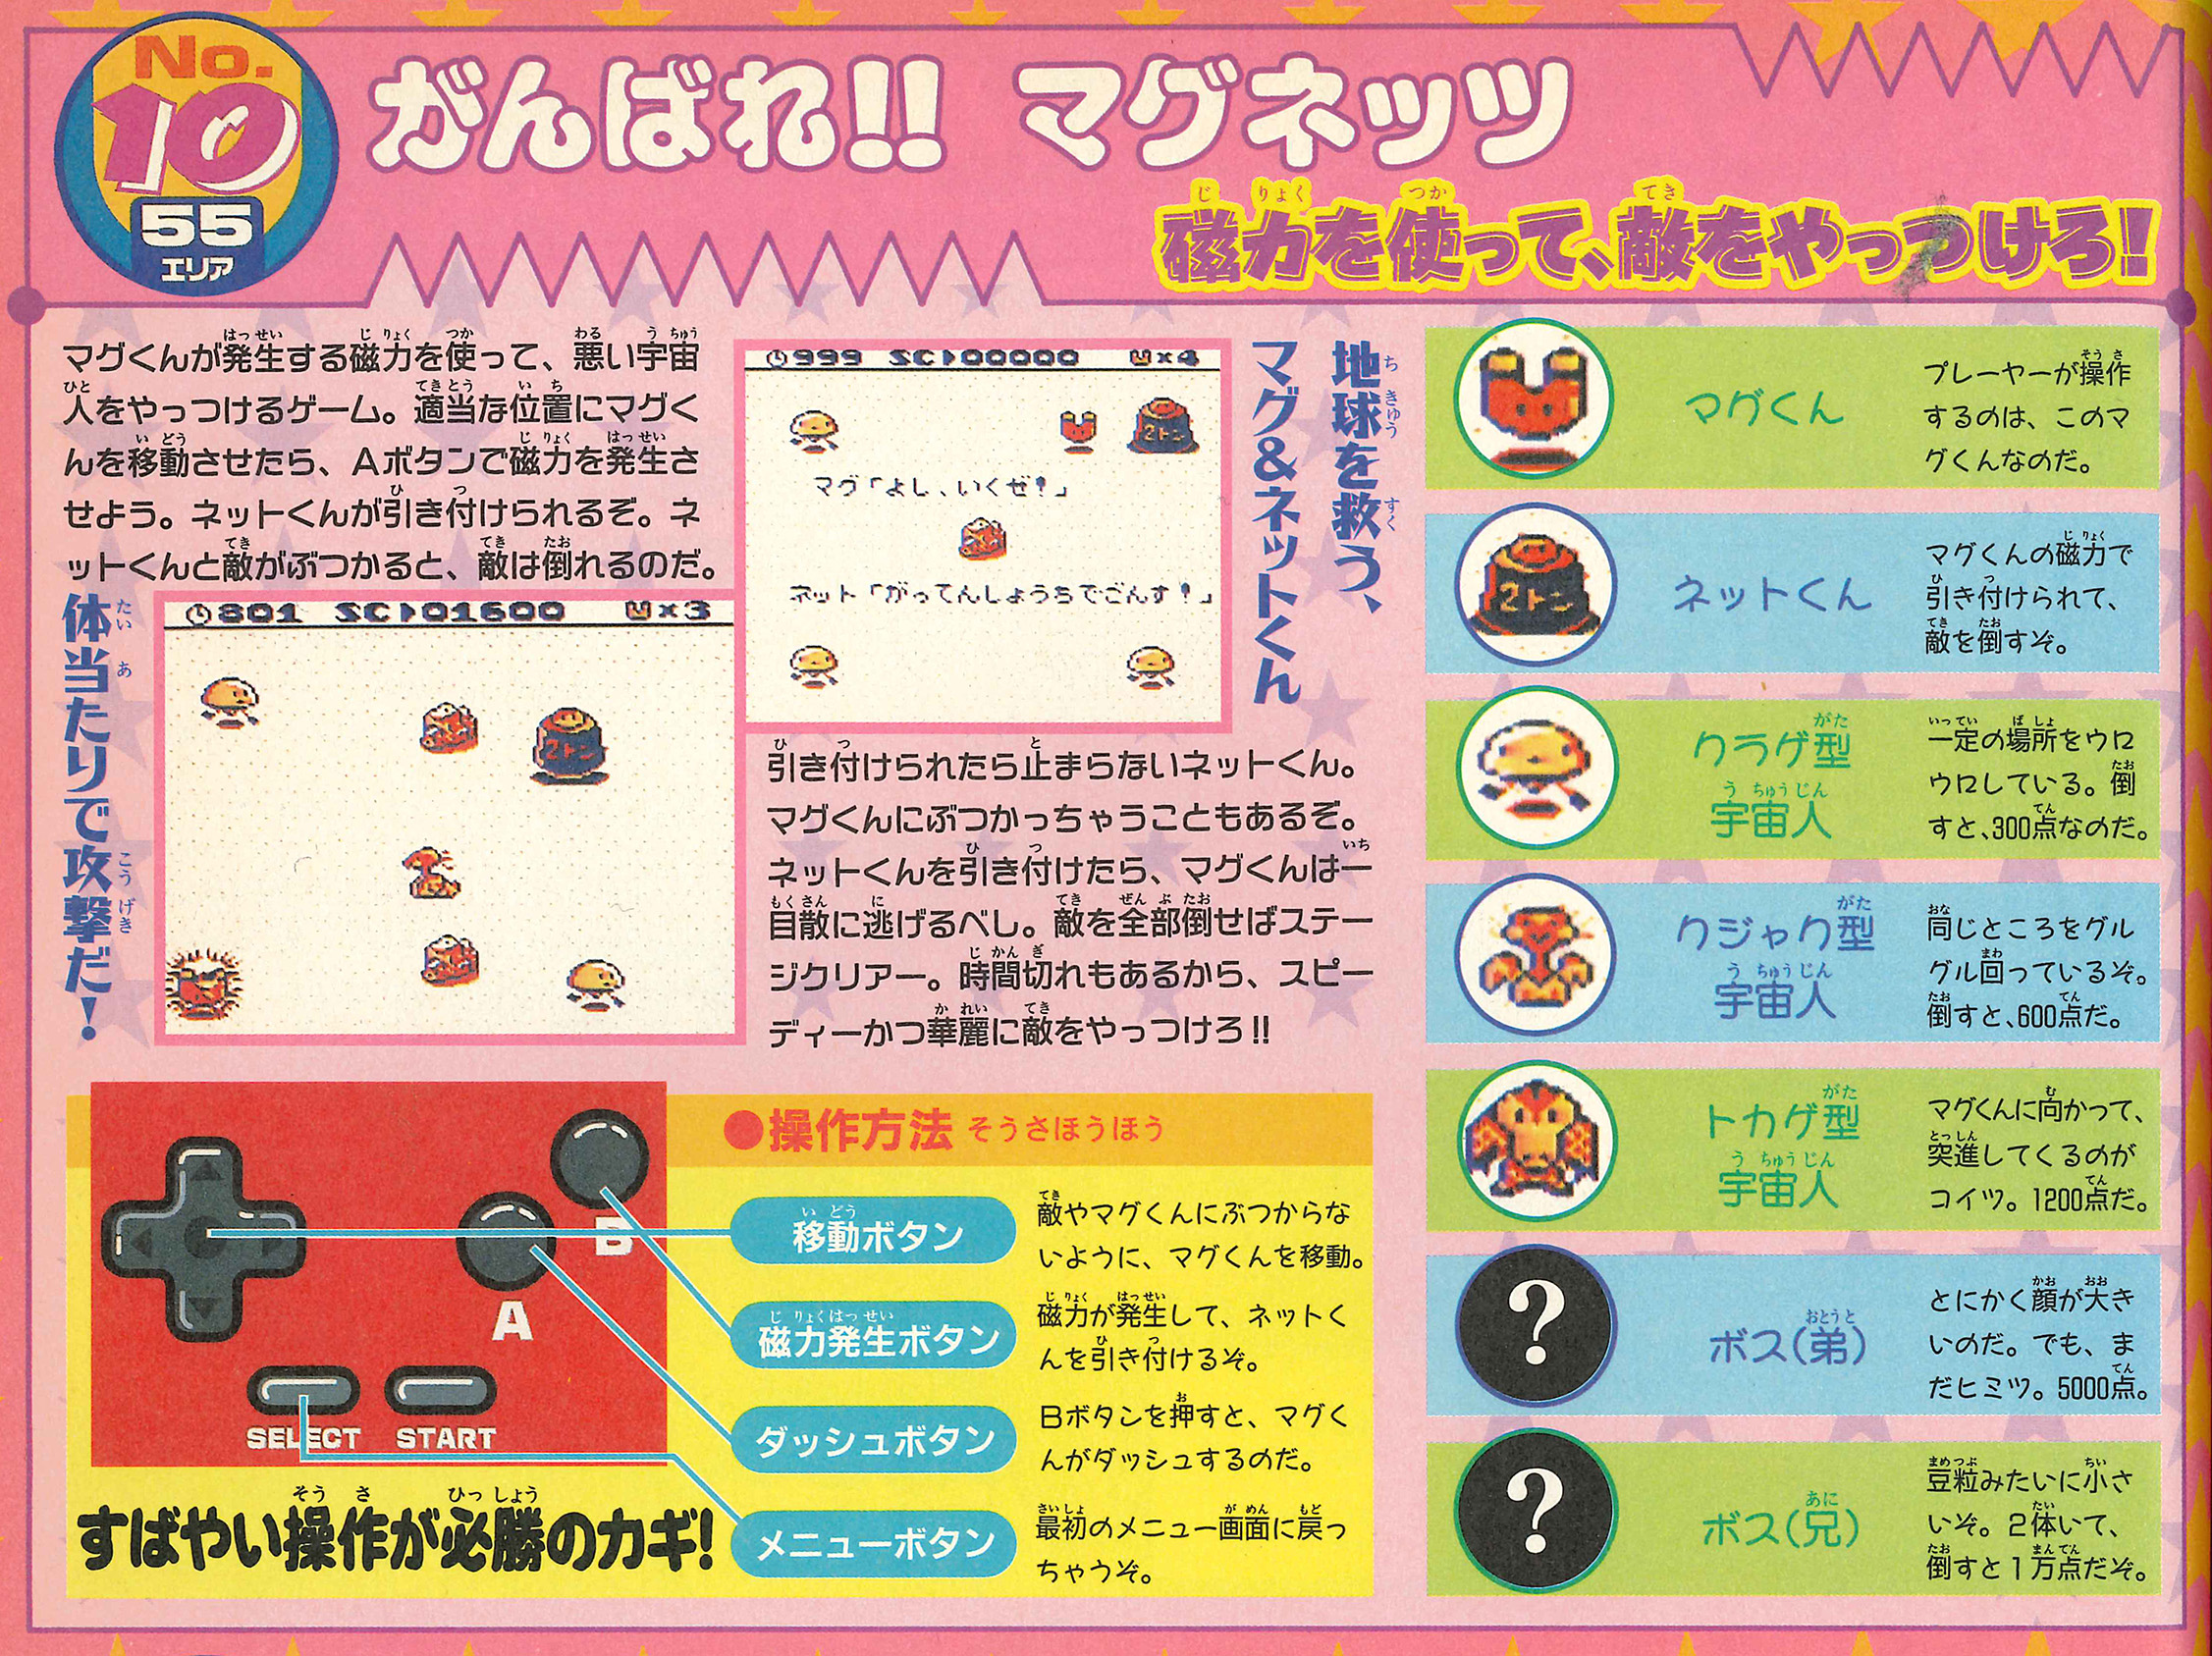 No.
10
55
エリア
がんばれ!! マグネッツ
磁力を使って、敵をやっつけろ!
マグくんが発生する磁力を使って、悪い宇宙
人をやっつけるゲーム。適当な位置にマグく
んを移動させたら、Aボタンで磁力を発生さ
せよう。ネットくんが引き付けられるぞ。ネ
ットくんと敵がぶつかると、敵は倒れるのだ。
体当たりで攻撃だ!
801 SC▶01600 ×3
999 SC▶00000 ×4
マグ「よし、いくぜ!」
ネット「がってんしょうちでごんす!」
2トン
2トン
地球を救う、
マグ&ネットくん
引き付けられたら止まらないネットくん。
マグくんにぶつかっちゃうこともあるぞ。
ネットくんを引き付けたら、マグくんは一
目散に逃げるべし。敵を全部倒せばステー
ジクリアー。時間切れもあるから、スピー
ディーかつ華麗に敵をやっつけろ!!
●操作方法 そうさほうほう
B
A
SELECT START
すばやい操作が必勝のカギ!
移動ボタン
敵やマグくんにぶつからな
いように、マグくんを移動。
磁力発生ボタン
磁力が発生して、ネットく
んを引き付けるぞ。
ダッシュボタン
Bボタンを押すと、マグく
んがダッシュするのだ。
メニューボタン
最初のメニュー画面に戻っ
ちゃうぞ。
マグくん
プレーヤーが操作
するのは、このマ
グくんなのだ。
2トン
ネットくん
マグくんの磁力で
引き付けられて、
敵を倒すぞ。
クラゲ型
宇宙人
一定の場所をウロ
ウロしている。倒
すと、300点なのだ。
クジャク型
宇宙人
同じところをグル
グル回っているぞ。
倒すと、600点だ。
トカゲ型
宇宙人
マグくんに向かって、
突進してくるのが
コイツ。1200点だ。
?
ボス(弟)
とにかく顔が大き
いのだ。でも、ま
だヒミツ。5000点。
?
ボス(兄)
豆粒みたいに小さ
いぞ。2体いて、
倒すと1万点だぞ。